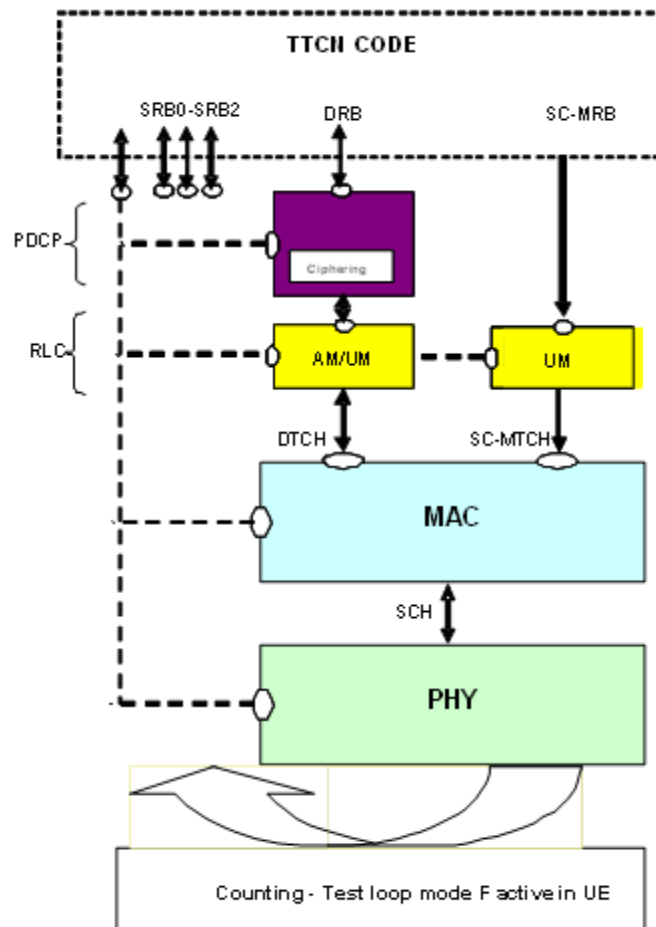 TTCN CODE
SRB0-SRB2
DRB
SC-MRB
PDCP
Ciphering
RLC
AM/UM
UM
DTCH
SC-MTCH
MAC
SCH
PHY
Counting - Test loop mode F active in UE